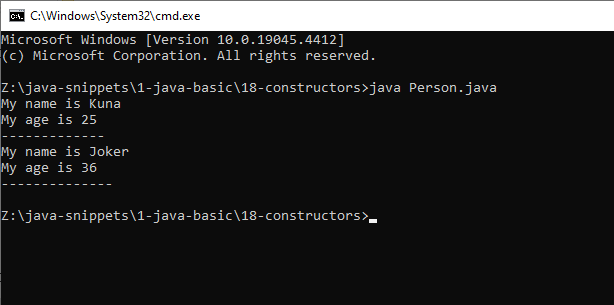 C:\Windows\System32\cmd.exe
Microsoft Windows [Version 10.0.19045.4412]
(c) Microsoft Corporation. All rights reserved.
Z:\java-snippets\1-java-basic\18-constructors>java Person.java
My name is Kuna
My age is 25
-------------
My name is Joker
My age is 36
--------------
Z:\java-snippets\1-java-basic\18-constructors>